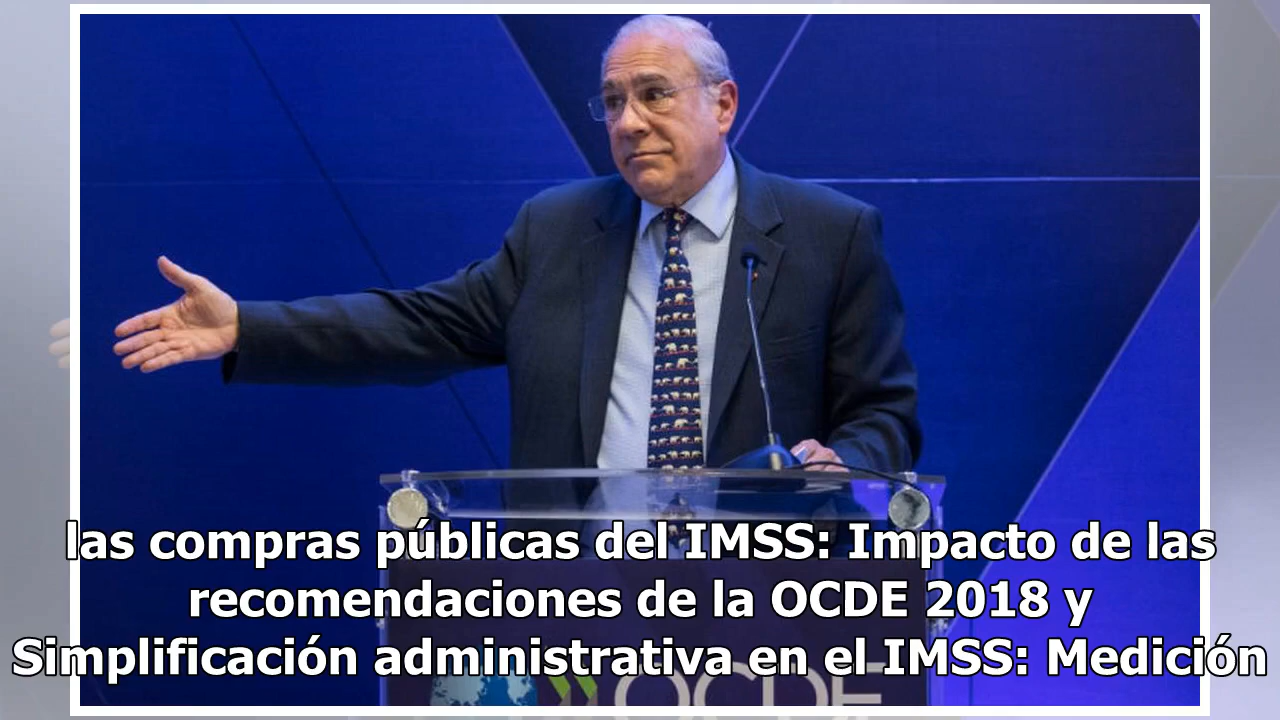 las compras públicas del IMSS: Impacto de las
recomendaciones de la OCDE 2018 y
Simplificación administrativa en el IMSS: Medición
OCDE